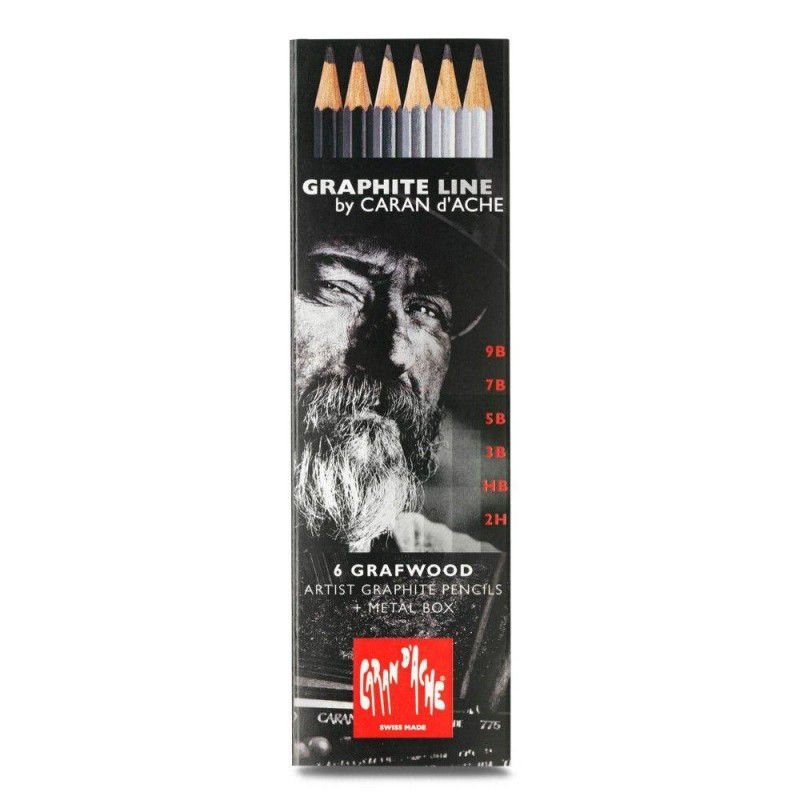 GRAPHITE LINE
by CARAN d'ACHE
9B
7B
5B
3B
HB
2H
6 GRAFWOOD
ARTIST GRAPHITE PENCILS
+ METAL BOX
CARAN D'ACHE
SWISS MADE
CARAN
775